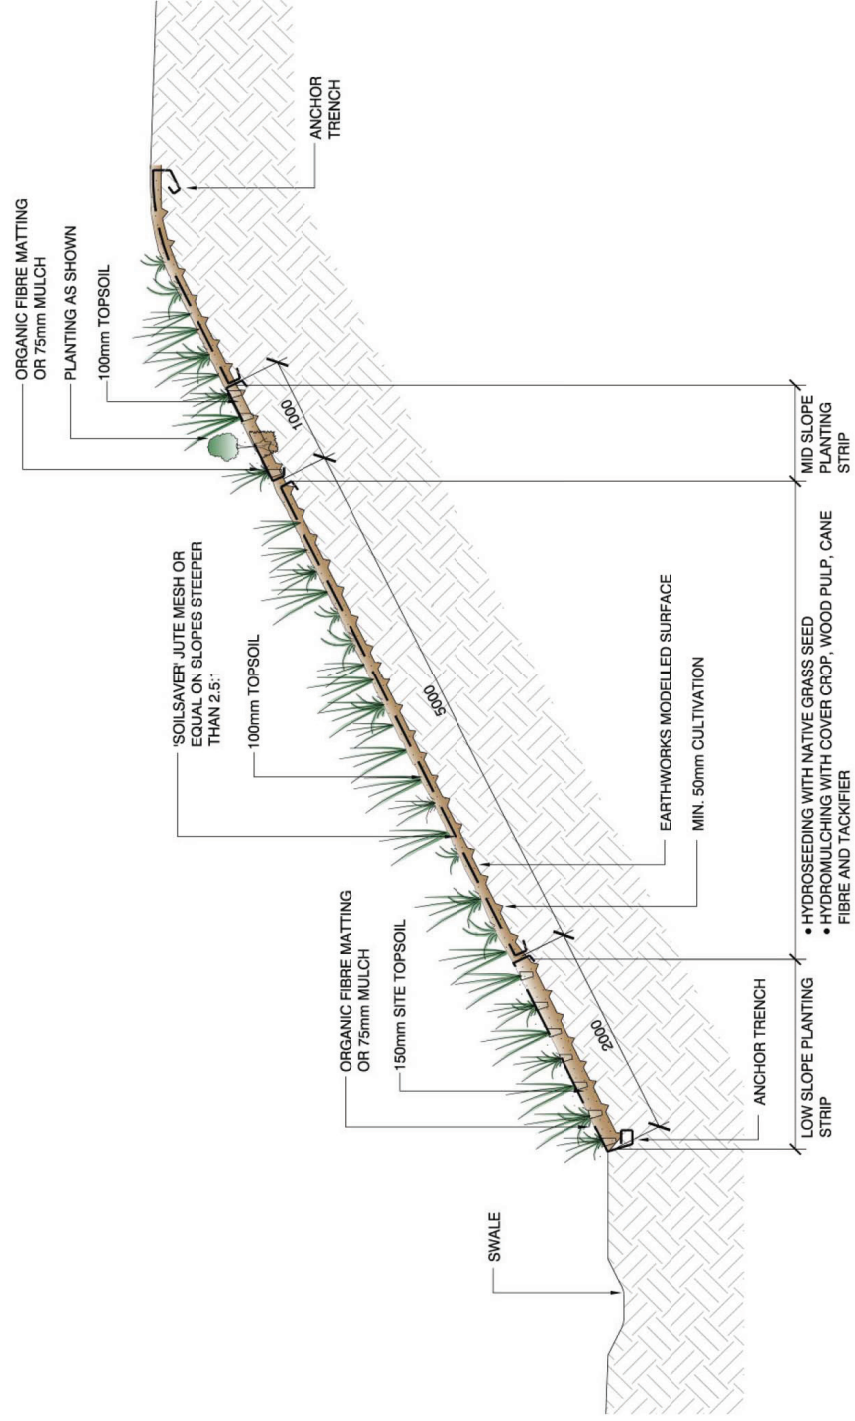 ORGANIC FIBRE MATTING
OR 75mm MULCH
PLANTING AS SHOWN
100mm TOPSOIL
ANCHOR
TRENCH
'SOILSAVER' JUTE MESH OR
EQUAL ON SLOPES STEEPER
THAN 2.5:
100mm TOPSOIL
ORGANIC FIBRE MATTING
OR 75mm MULCH
150mm SITE TOPSOIL
SWALE
1000
5000
2000
EARTHWORKS MODELLED SURFACE
MIN. 50mm CULTIVATION
ANCHOR TRENCH
LOW SLOPE PLANTING
STRIP
• HYDROSEEDING WITH NATIVE GRASS SEED
• HYDROMULCHING WITH COVER CROP, WOOD PULP, CANE
FIBRE AND TACKIFIER
MID SLOPE
PLANTING
STRIP